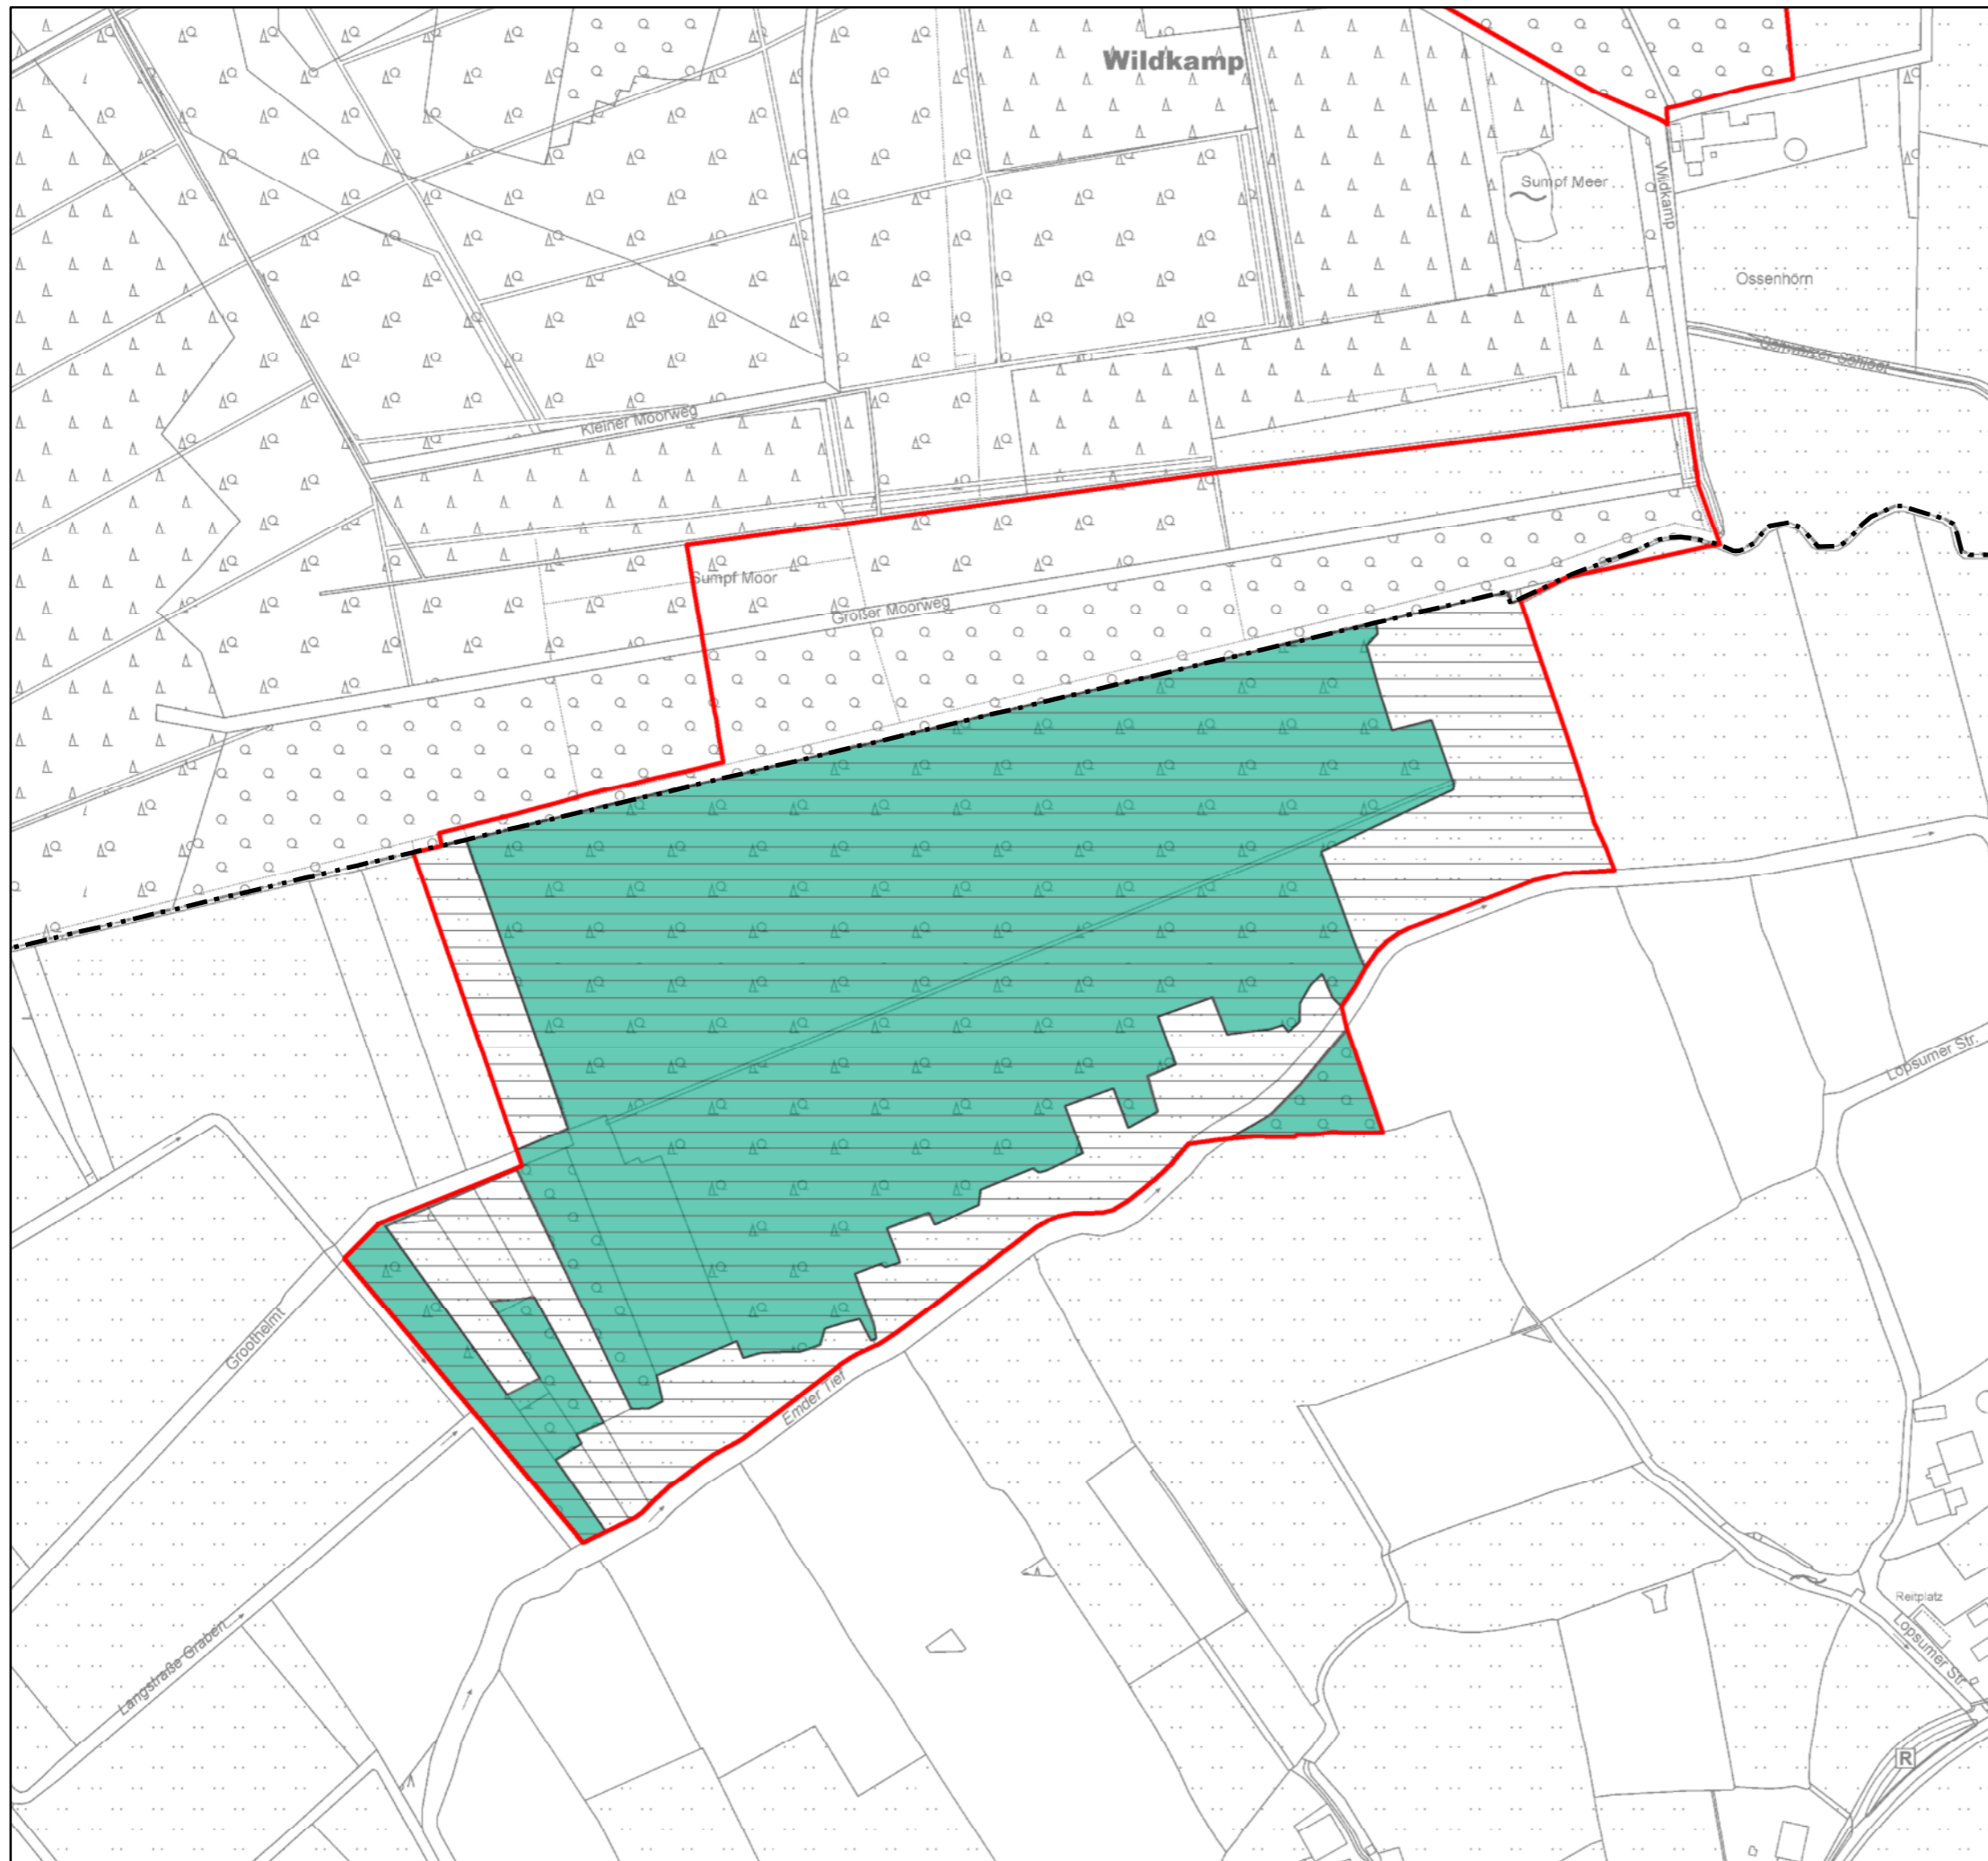 Wildkamp
Sumpf Meer
Wildkamp
Ossenhörn
Kleiner Moorweg
Sumpf Moor
Großer Moorweg
Lopsumer Str.
Groothelmt
Emder Tief
Langstraße Graben
Reitplatz
Lopsumer Str.
R